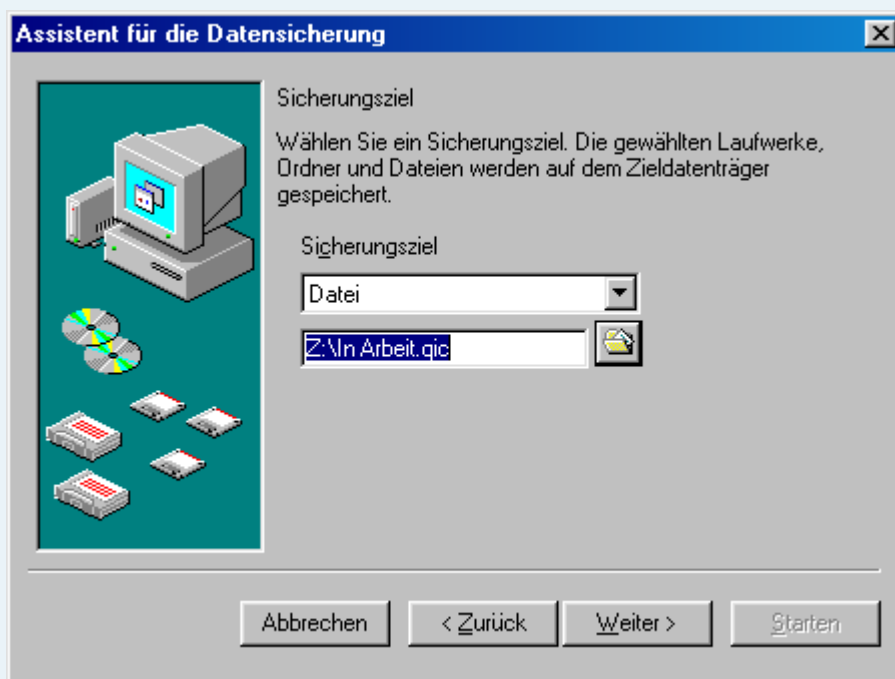 Assistent für die Datensicherung
Sicherungsziel
Wählen Sie ein Sicherungsziel. Die gewählten Laufwerke,
Ordner und Dateien werden auf dem Zieldatenträger
gespeichert.
Sicherungsziel
Datei
Z:\In Arbeit.qic
Abbrechen
< Zurück
Weiter >
Starten